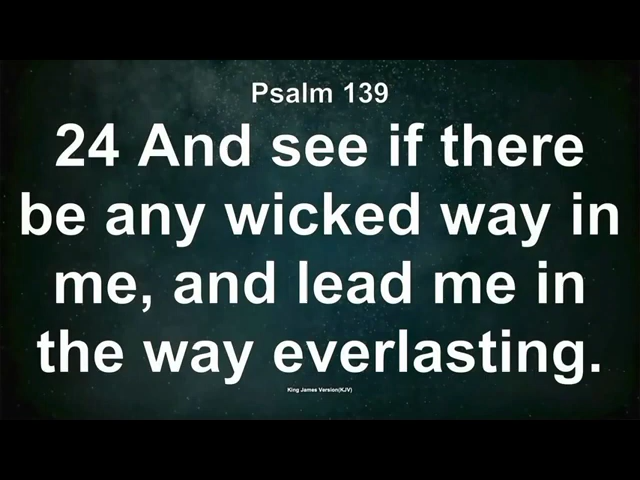 Psalm 139
24 And see if there
be any wicked way in
me, and lead me in
the way everlasting.
King James Version(KJV)